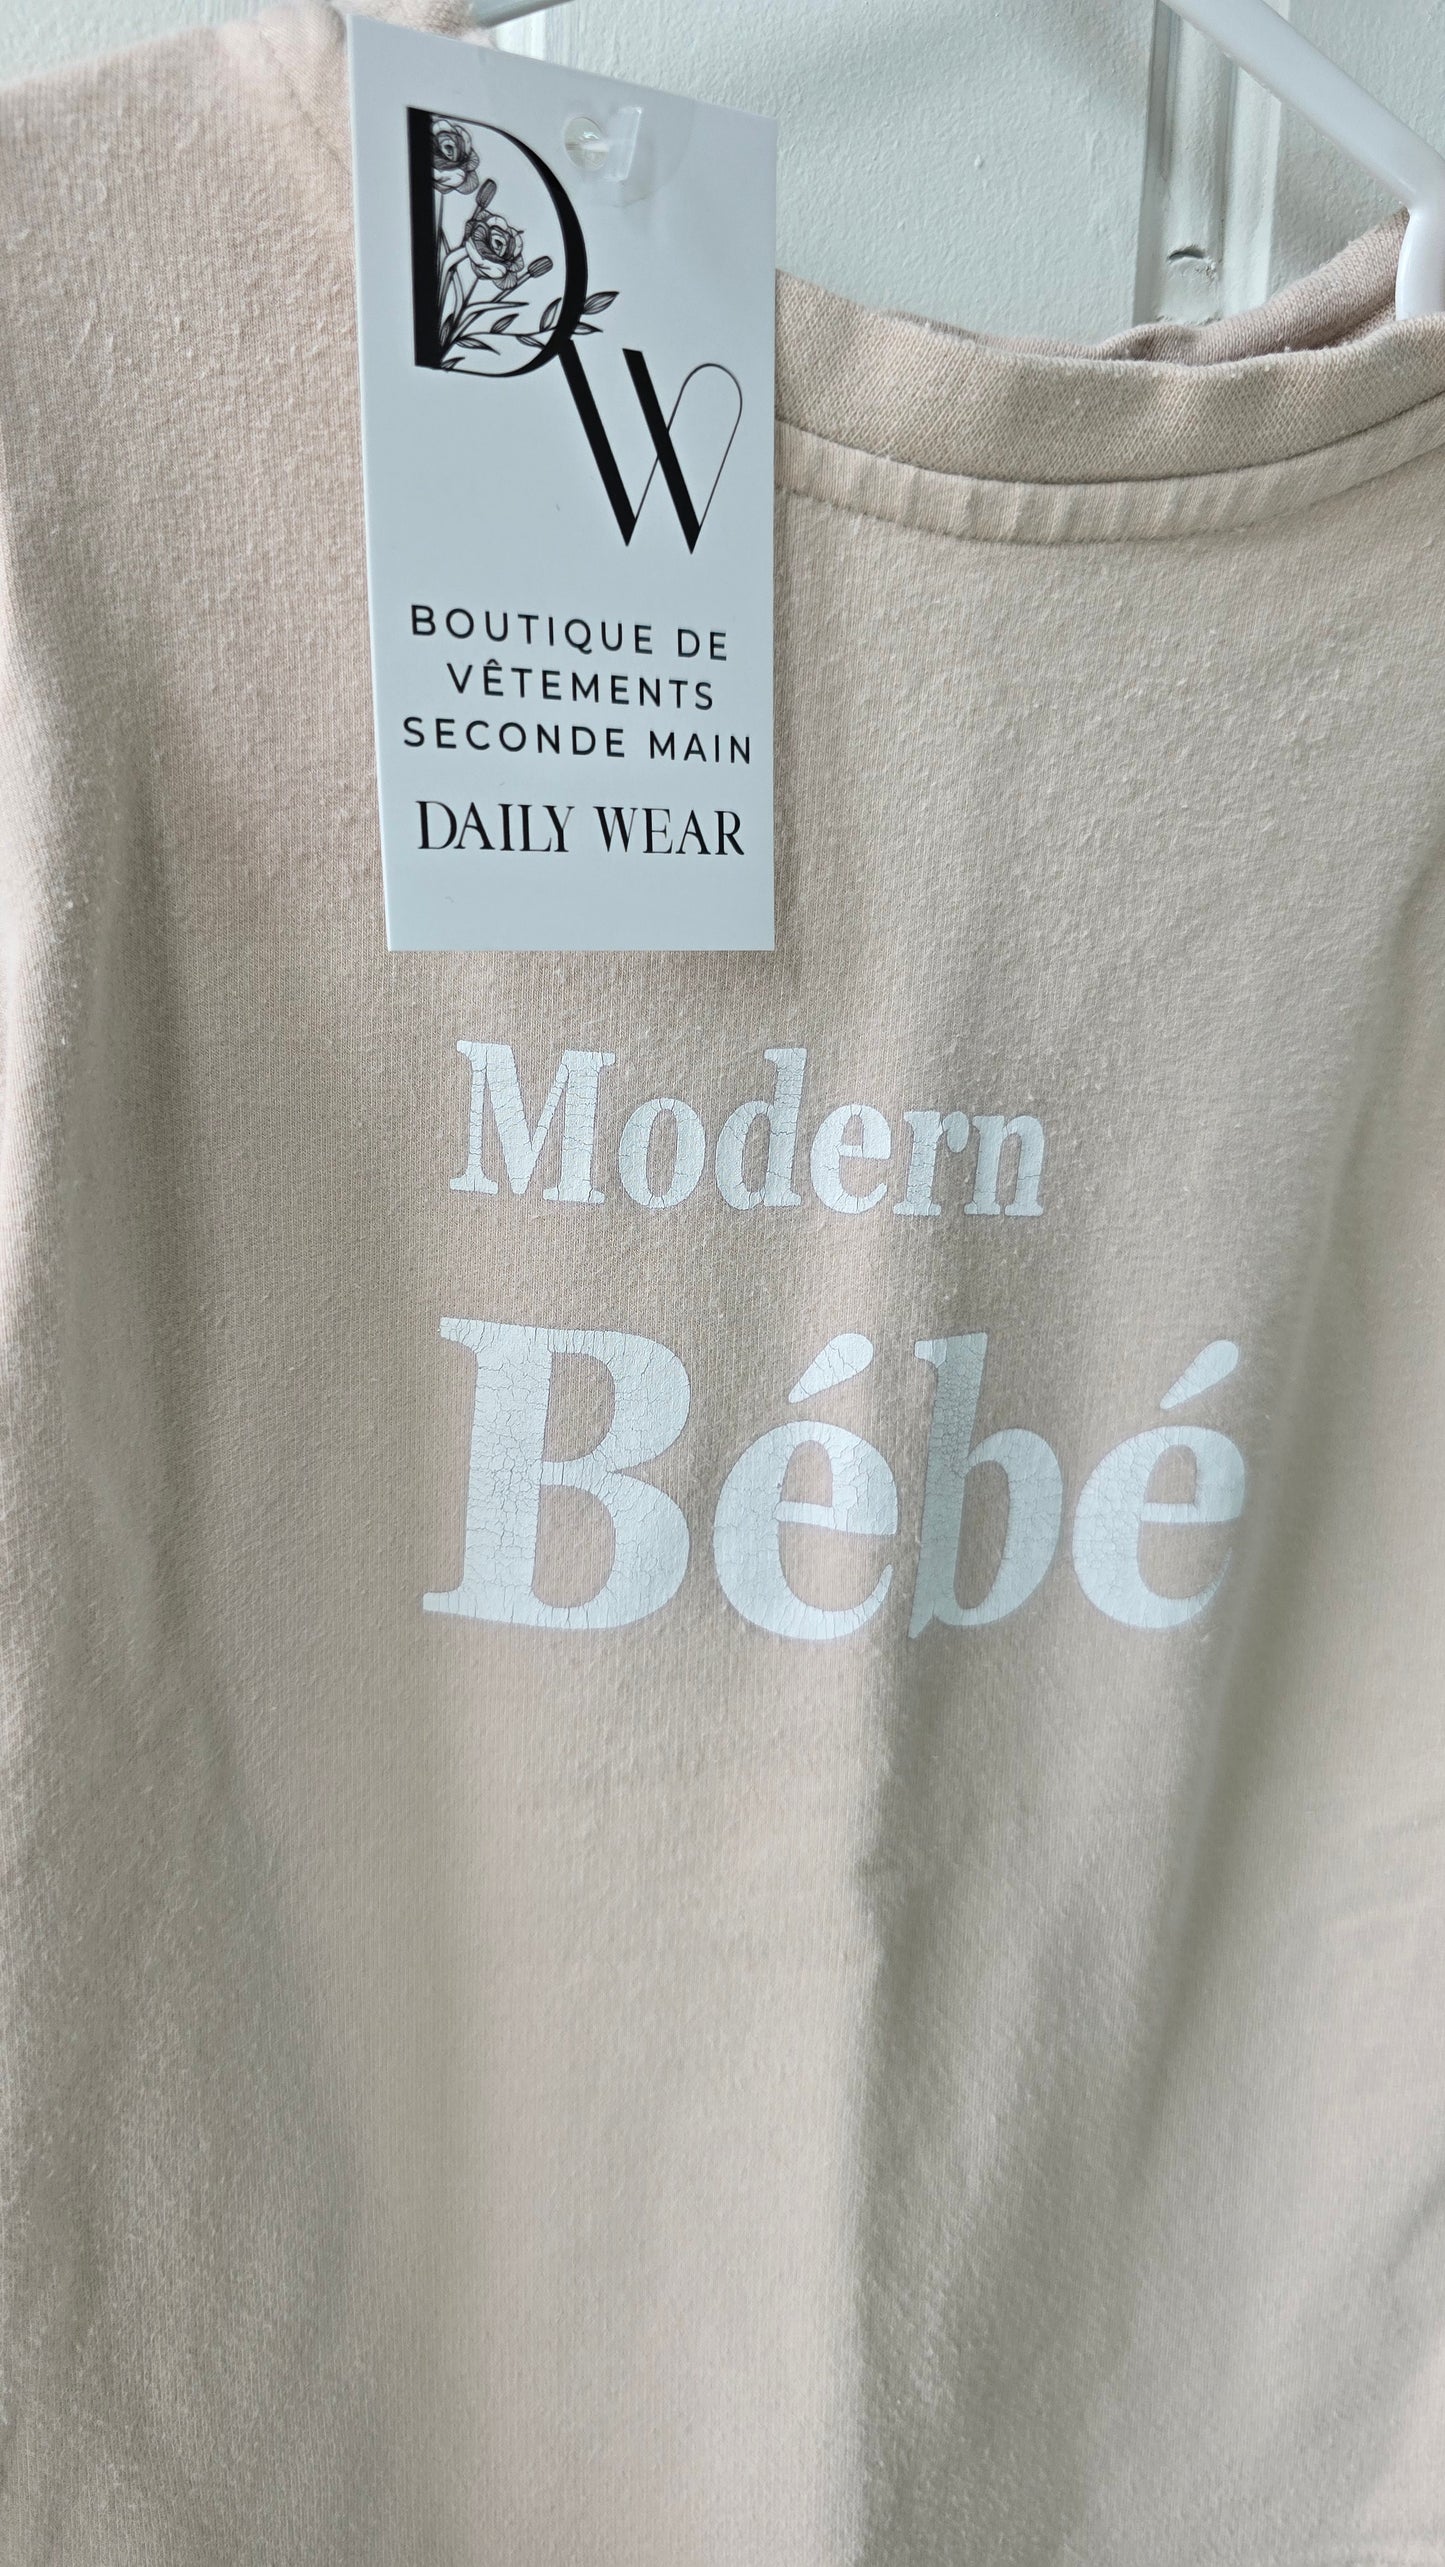 DW
BOUTIQUE DE
VÊTEMENTS
SECONDE MAIN
DAILY WEAR
Modern
Bébé